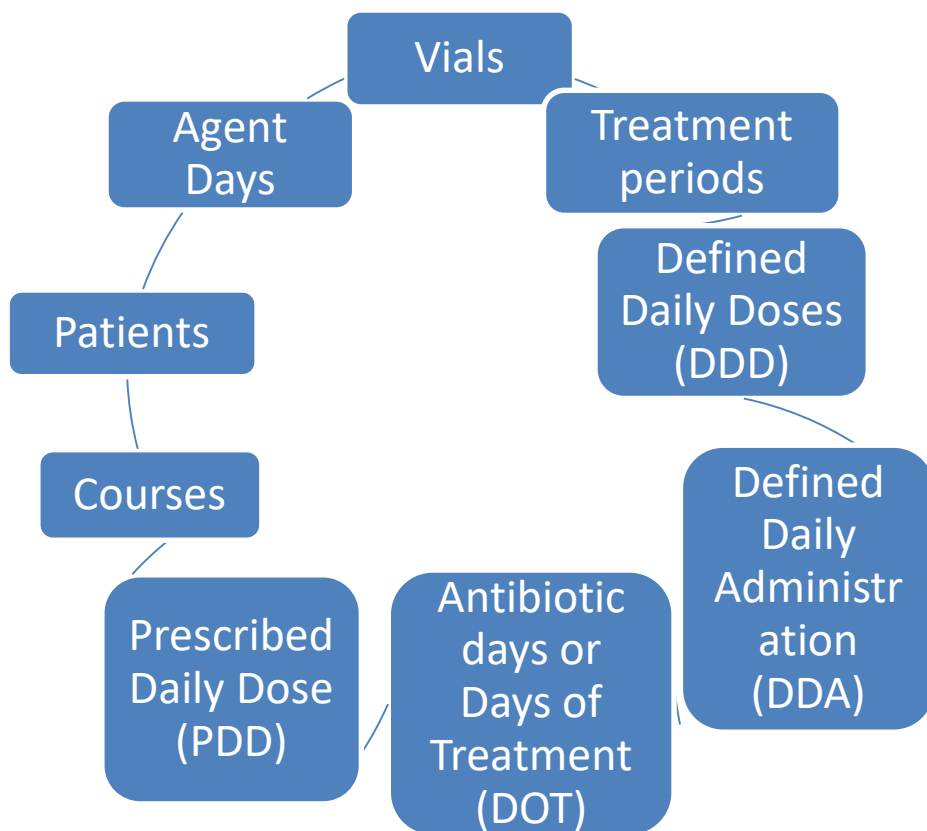 Vials
Treatment
periods
Defined
Daily Doses
(DDD)
Defined
Daily
Administr
ation
(DDA)
Antibiotic
days or
Days of
Treatment
(DOT)
Prescribed
Daily Dose
(PDD)
Courses
Patients
Agent
Days